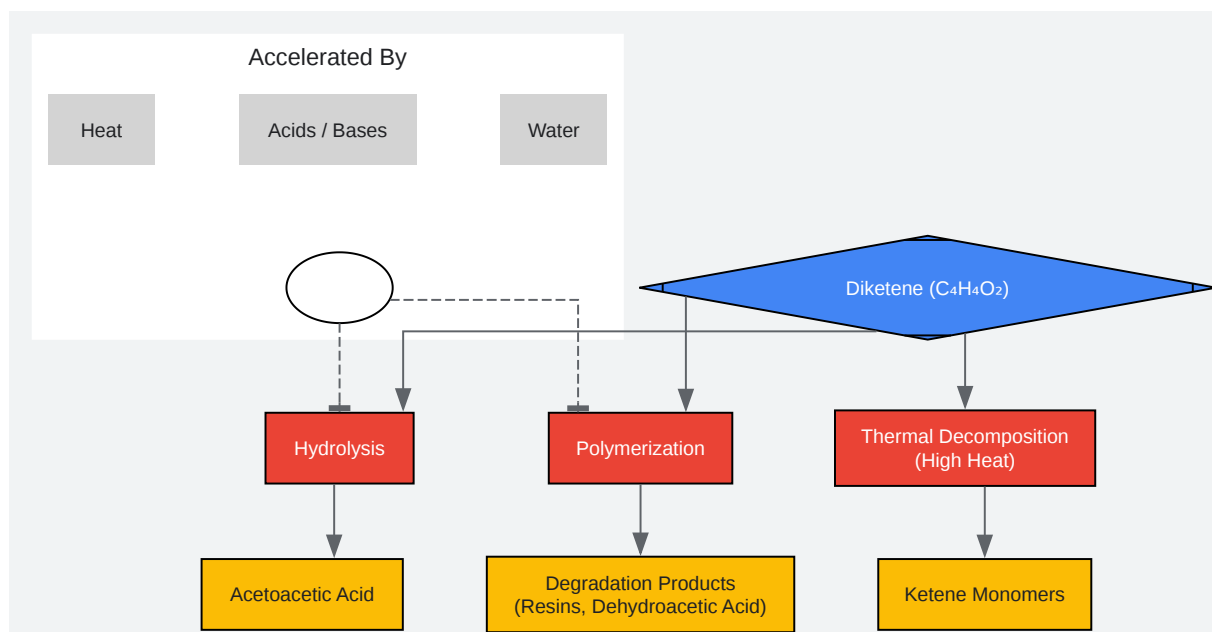 Accelerated By
Heat
Acids / Bases
Water
Diketene (C₄H₄O₂)
Hydrolysis
Polymerization
Thermal Decomposition
(High Heat)
Acetoacetic Acid
Degradation Products
(Resins, Dehydroacetic Acid)
Ketene Monomers